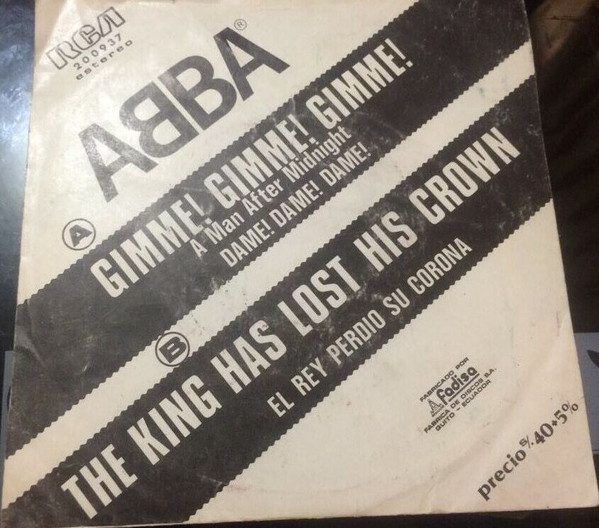 RCA
200937
estereo
AᗺBA®
A
GIMME! GIMME! GIMME!
A Man After Midnight
DAME! DAME! DAME!
B
THE KING HAS LOST HIS CROWN
EL REY PERDIO SU CORONA
FABRICADO POR
fadisa
FABRICA DE DISCOS S.A.
QUITO - ECUADOR
precio s/. 40+5%